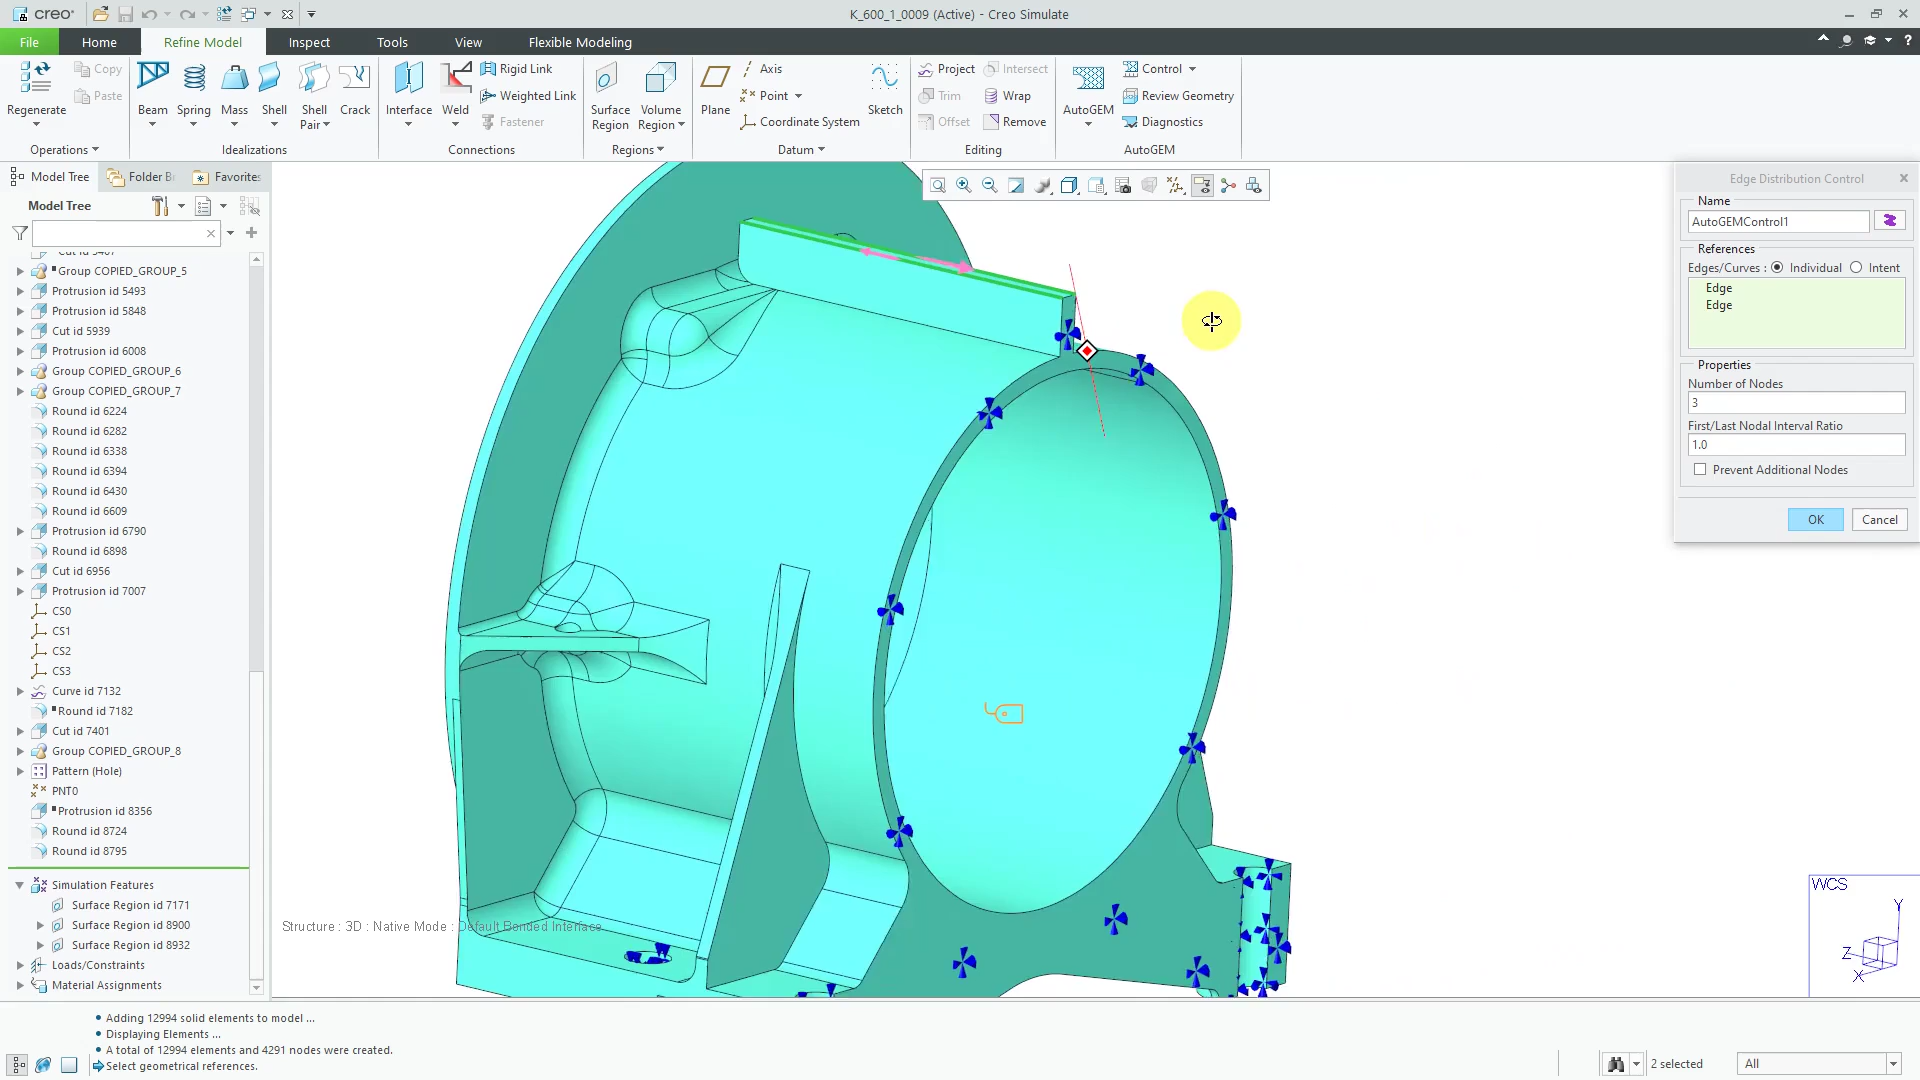 creo
K_600_1_0009 (Active) - Creo Simulate
File
Home
Refine Model
Inspect
Tools
View
Flexible Modeling
Regenerate
Copy
Paste
Operations
Beam
Spring
Mass
Shell
Shell
Pair
Crack
Idealizations
Interface
Weld
Rigid Link
Weighted Link
Fastener
Connections
Surface
Region
Volume
Region
Regions
Plane
Axis
Point
Coordinate System
Sketch
Datum
Project
Intersect
Trim
Wrap
Offset
Remove
Editing
AutoGEM
Control
Review Geometry
Diagnostics
AutoGEM
Model Tree
Folder B
Favorites
Model Tree
Group COPIED_GROUP_5
Protrusion id 5493
Protrusion id 5848
Cut id 5939
Protrusion id 6008
Group COPIED_GROUP_6
Group COPIED_GROUP_7
Round id 6224
Round id 6282
Round id 6338
Round id 6394
Round id 6430
Round id 6609
Protrusion id 6790
Round id 6898
Cut id 6956
Protrusion id 7007
CS0
CS1
CS2
CS3
Curve id 7132
Round id 7182
Cut id 7401
Group COPIED_GROUP_8
Pattern (Hole)
PNT0
Protrusion id 8356
Round id 8724
Round id 8795
Simulation Features
Surface Region id 7171
Surface Region id 8900
Surface Region id 8932
Loads/Constraints
Material Assignments
Structure : 3D : Native Mode : Default Bonded Interface
WCS
Y
Z
X
Edge Distribution Control
Name
AutoGEMControl1
References
Edges/Curves : Individual Intent
Edge
Edge
Properties
Number of Nodes
3
First/Last Nodal Interval Ratio
1.0
Prevent Additional Nodes
OK
Cancel
• Adding 12994 solid elements to model ...
• Displaying Elements ...
• A total of 12994 elements and 4291 nodes were created.
Select geometrical references.
2 selected
All